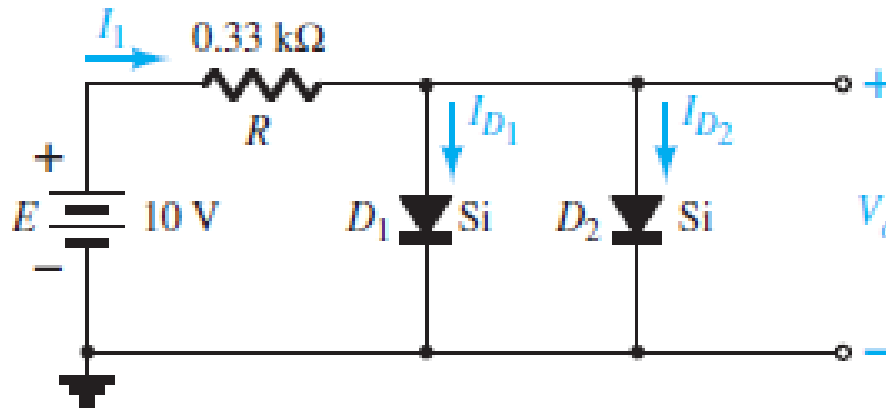 I1
0.33 kΩ
R
ID1
ID2
+
+
E
10 V
D1
Si
D2
Si
−
−